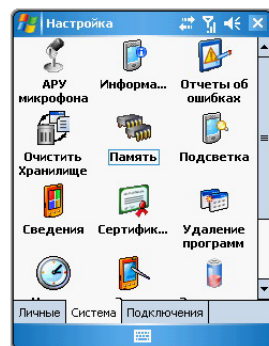 Настройка
АРУ микрофона
Информа...
Отчеты об ошибках
Очистить Хранилище
Память
Подсветка
Сведения
Сертифик...
Удаление программ
Личные Система Подключения